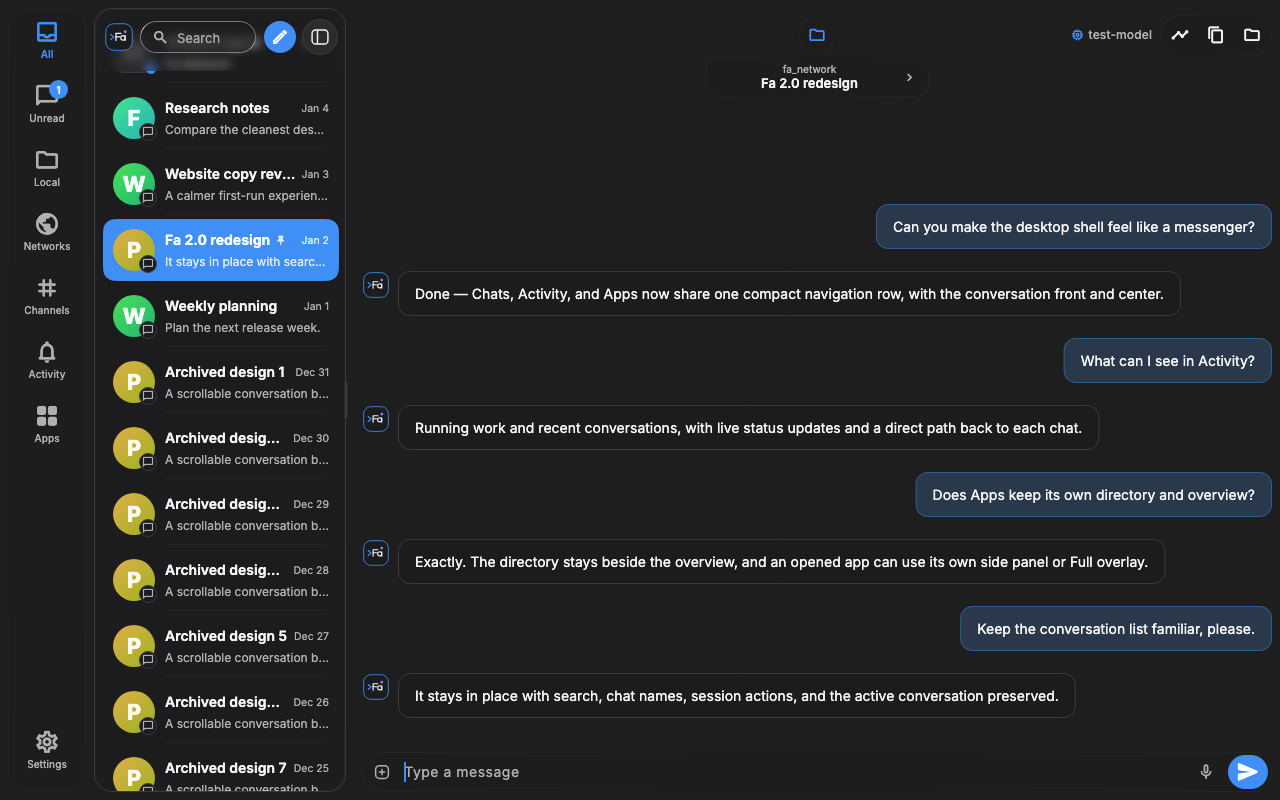 All
1
Unread
Local
Networks
Channels
Activity
Apps
Settings
>Fa
Search
F
Research notes
Jan 4
Compare the cleanest des...
W
Website copy rev...
Jan 3
A calmer first-run experien...
P
Fa 2.0 redesign
Jan 2
It stays in place with searc...
W
Weekly planning
Jan 1
Plan the next release week.
P
Archived design 1
Dec 31
A scrollable conversation b...
P
Archived desig...
Dec 30
A scrollable conversation b...
P
Archived desig...
Dec 29
A scrollable conversation b...
P
Archived desig...
Dec 28
A scrollable conversation b...
P
Archived design 5
Dec 27
A scrollable conversation b...
P
Archived desig...
Dec 26
A scrollable conversation b...
P
Archived design 7
Dec 25
A scrollable conversation b...
test-model
fa_network
Fa 2.0 redesign
Can you make the desktop shell feel like a messenger?
>Fa
Done — Chats, Activity, and Apps now share one compact navigation row, with the conversation front and center.
What can I see in Activity?
>Fa
Running work and recent conversations, with live status updates and a direct path back to each chat.
Does Apps keep its own directory and overview?
>Fa
Exactly. The directory stays beside the overview, and an opened app can use its own side panel or Full overlay.
Keep the conversation list familiar, please.
>Fa
It stays in place with search, chat names, session actions, and the active conversation preserved.
Type a message